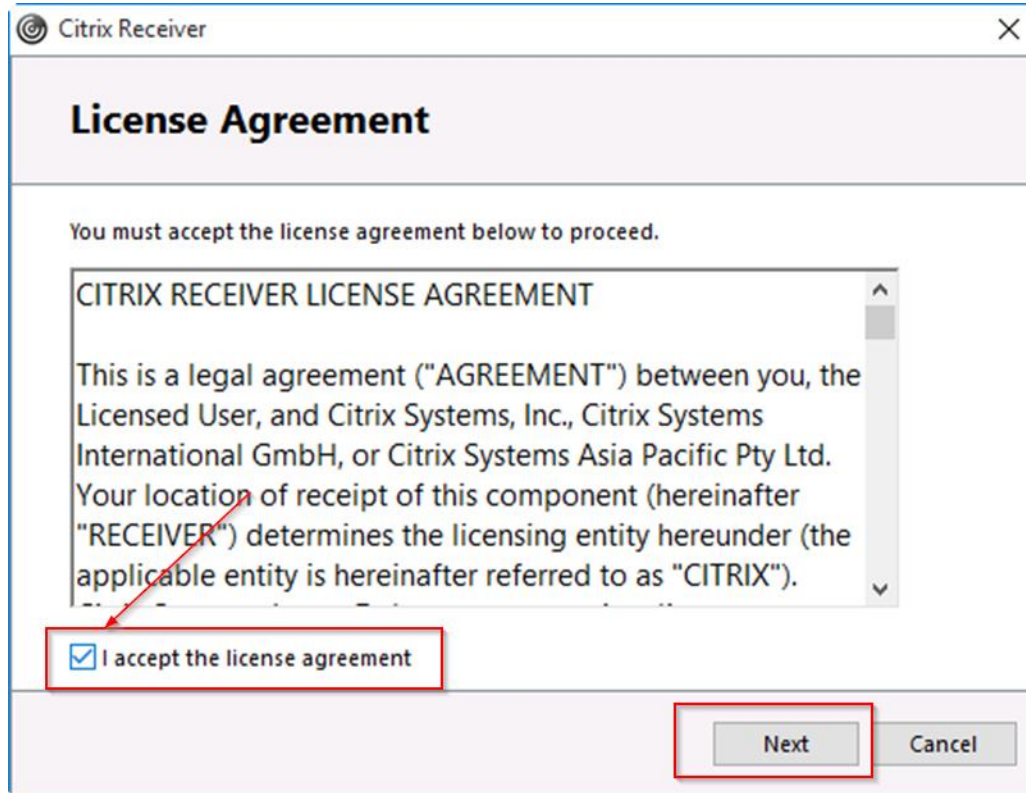 Citrix Receiver
License Agreement
You must accept the license agreement below to proceed.
CITRIX RECEIVER LICENSE AGREEMENT
This is a legal agreement ("AGREEMENT") between you, the
Licensed User, and Citrix Systems, Inc., Citrix Systems
International GmbH, or Citrix Systems Asia Pacific Pty Ltd.
Your location of receipt of this component (hereinafter
"RECEIVER") determines the licensing entity hereunder (the
applicable entity is hereinafter referred to as "CITRIX").
I accept the license agreement
Next
Cancel